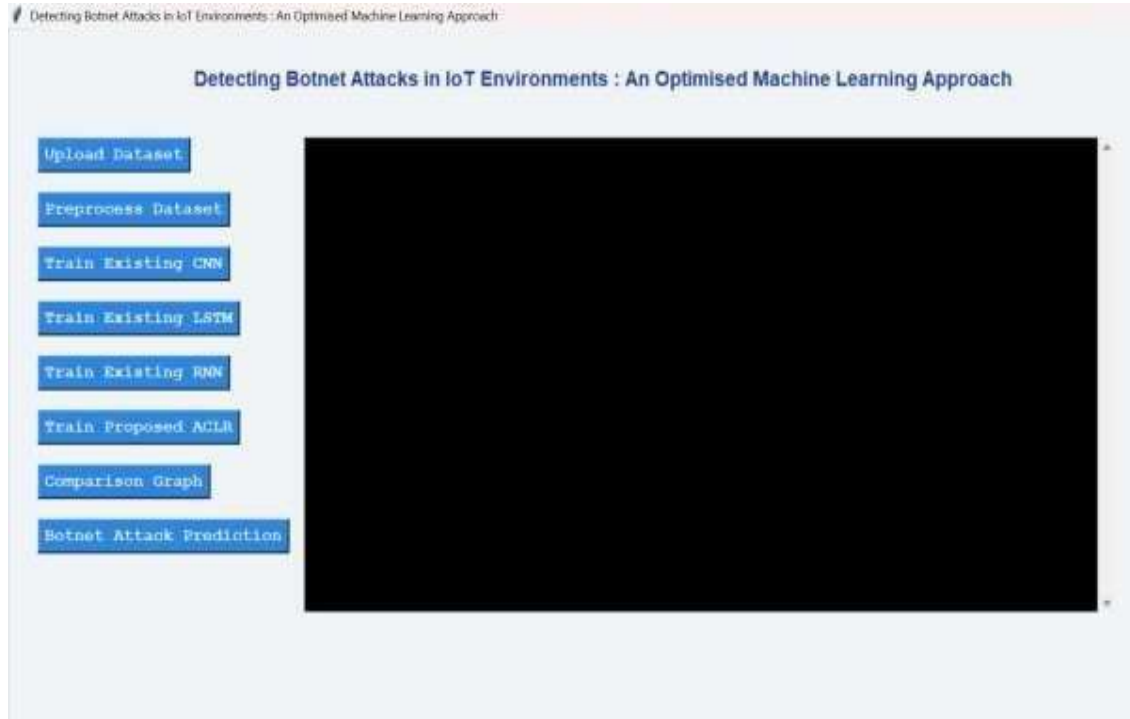 Detecting Botnet Attacks in IoT Environments : An Optimised Machine Learning Approach
Detecting Botnet Attacks in IoT Environments : An Optimised Machine Learning Approach
Upload Dataset
Preprocess Dataset
Train Existing CNN
Train Existing LSTM
Train Existing RNN
Train Proposed ACLR
Comparison Graph
Botnet Attack Prediction